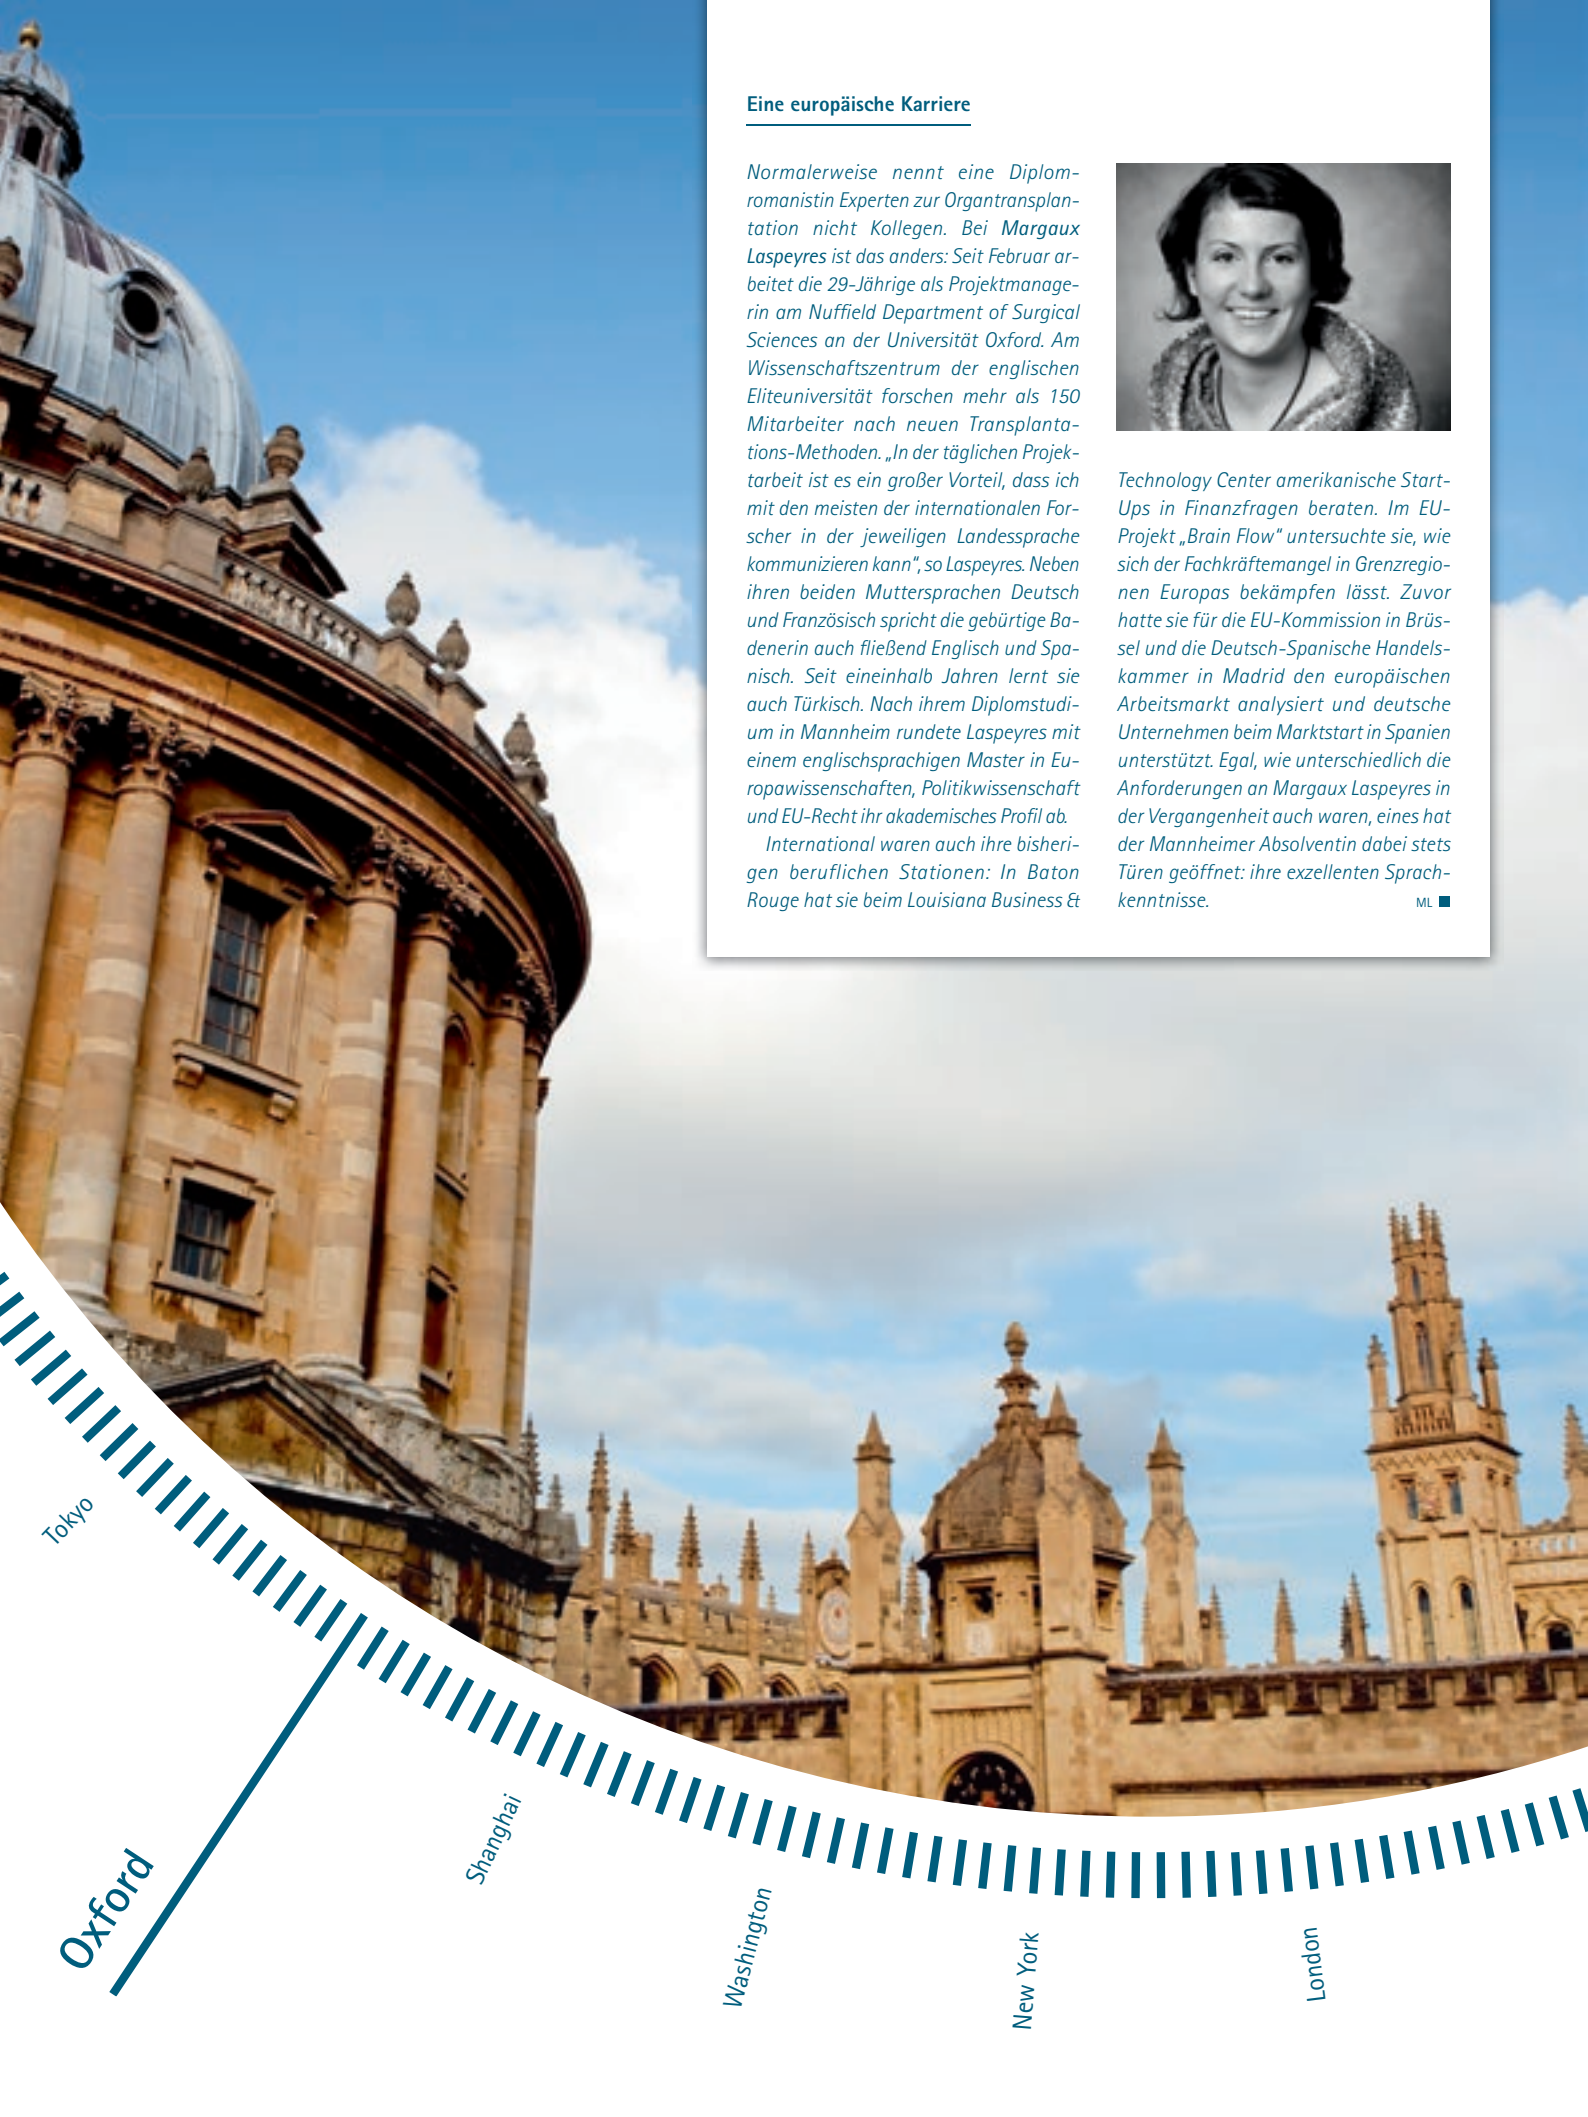 Eine europäische Karriere
Normalerweise nennt eine Diplom-
romanistin Experten zur Organtransplan-
tation nicht Kollegen. Bei Margaux
Laspeyres ist das anders: Seit Februar ar-
beitet die 29-Jährige als Projektmanage-
rin am Nuffield Department of Surgical
Sciences an der Universität Oxford. Am
Wissenschaftszentrum der englischen
Eliteuniversität forschen mehr als 150
Mitarbeiter nach neuen Transplanta-
tions-Methoden. „In der täglichen Projek-
tarbeit ist es ein großer Vorteil, dass ich
mit den meisten der internationalen For-
scher in der jeweiligen Landessprache
kommunizieren kann“, so Laspeyres. Neben
ihren beiden Muttersprachen Deutsch
und Französisch spricht die gebürtige Ba-
denerin auch fließend Englisch und Spa-
nisch. Seit eineinhalb Jahren lernt sie
auch Türkisch. Nach ihrem Diplomstudi-
um in Mannheim rundete Laspeyres mit
einem englischsprachigen Master in Eu-
ropawissenschaften, Politikwissenschaft
und EU-Recht ihr akademisches Profil ab.
International waren auch ihre bisheri-
gen beruflichen Stationen: In Baton
Rouge hat sie beim Louisiana Business &
Technology Center amerikanische Start-
Ups in Finanzfragen beraten. Im EU-
Projekt „Brain Flow“ untersuchte sie, wie
sich der Fachkräftemangel in Grenzregio-
nen Europas bekämpfen lässt. Zuvor
hatte sie für die EU-Kommission in Brüs-
sel und die Deutsch-Spanische Handels-
kammer in Madrid den europäischen
Arbeitsmarkt analysiert und deutsche
Unternehmen beim Marktstart in Spanien
unterstützt. Egal, wie unterschiedlich die
Anforderungen an Margaux Laspeyres in
der Vergangenheit auch waren, eines hat
der Mannheimer Absolventin dabei stets
Türen geöffnet: ihre exzellenten Sprach-
kenntnisse. ML
Tokyo
Oxford
Shanghai
Washington
New York
London